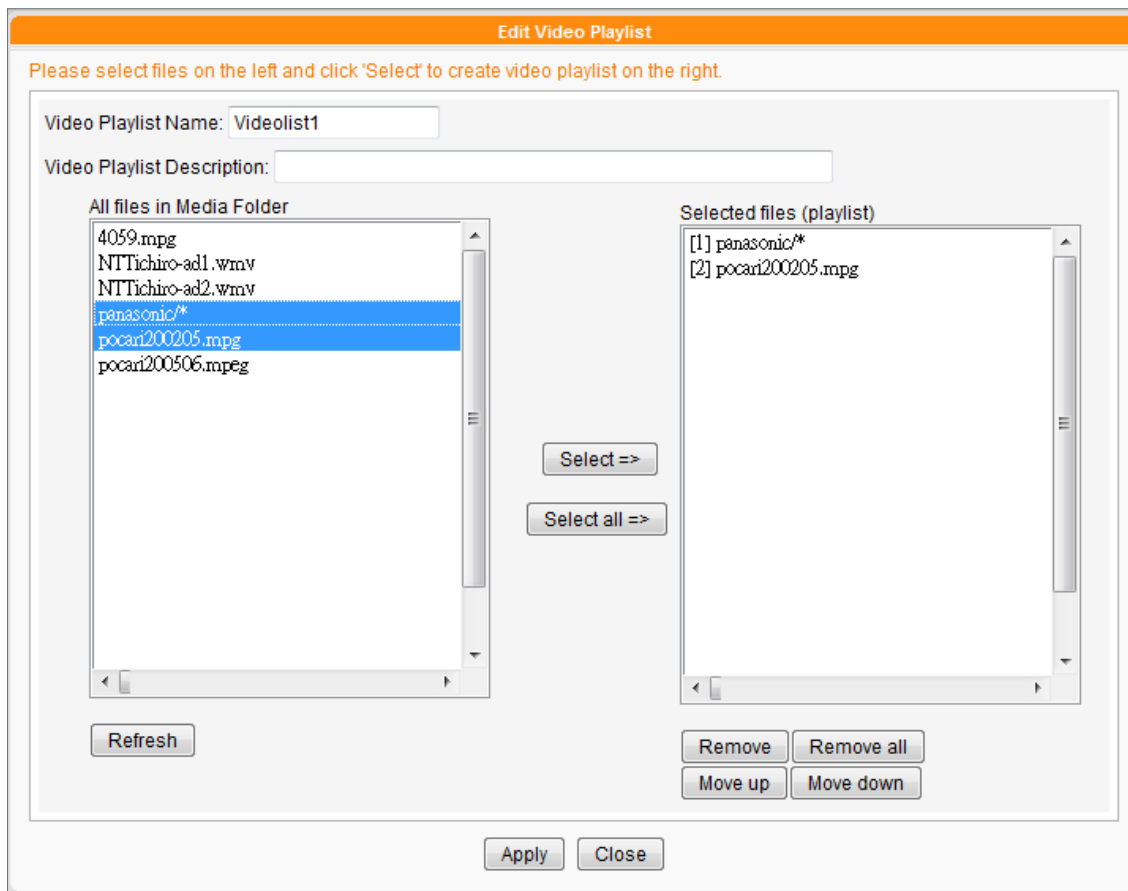 Edit Video Playlist
Please select files on the left and click 'Select' to create video playlist on the right.
Video Playlist Name: Videolist1
Video Playlist Description:
All files in Media Folder
4059.mpg
NTTichiro-ad1.wmv
NTTichiro-ad2.wmv
panasonic/*
pocari200205.mpg
pocari200506.mpeg
Select =>
Select all =>
Selected files (playlist)
[1] panasonic/*
[2] pocari200205.mpg
Refresh
Remove Remove all
Move up Move down
Apply Close